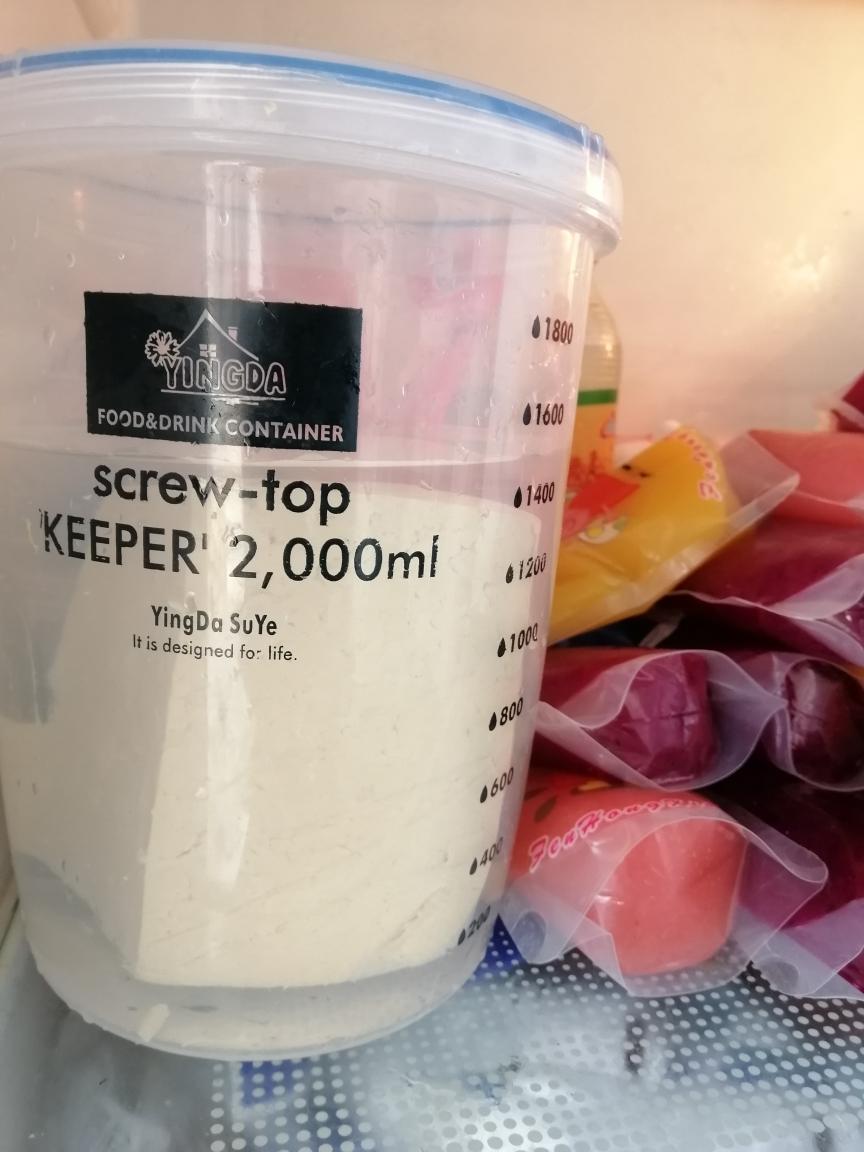 YINGDA
FOOD&DRINK CONTAINER
screw-top
'KEEPER' 2,000ml
YingDa SuYe
It is designed for life.
1800
1600
1400
1200
1000
800
600
400
200